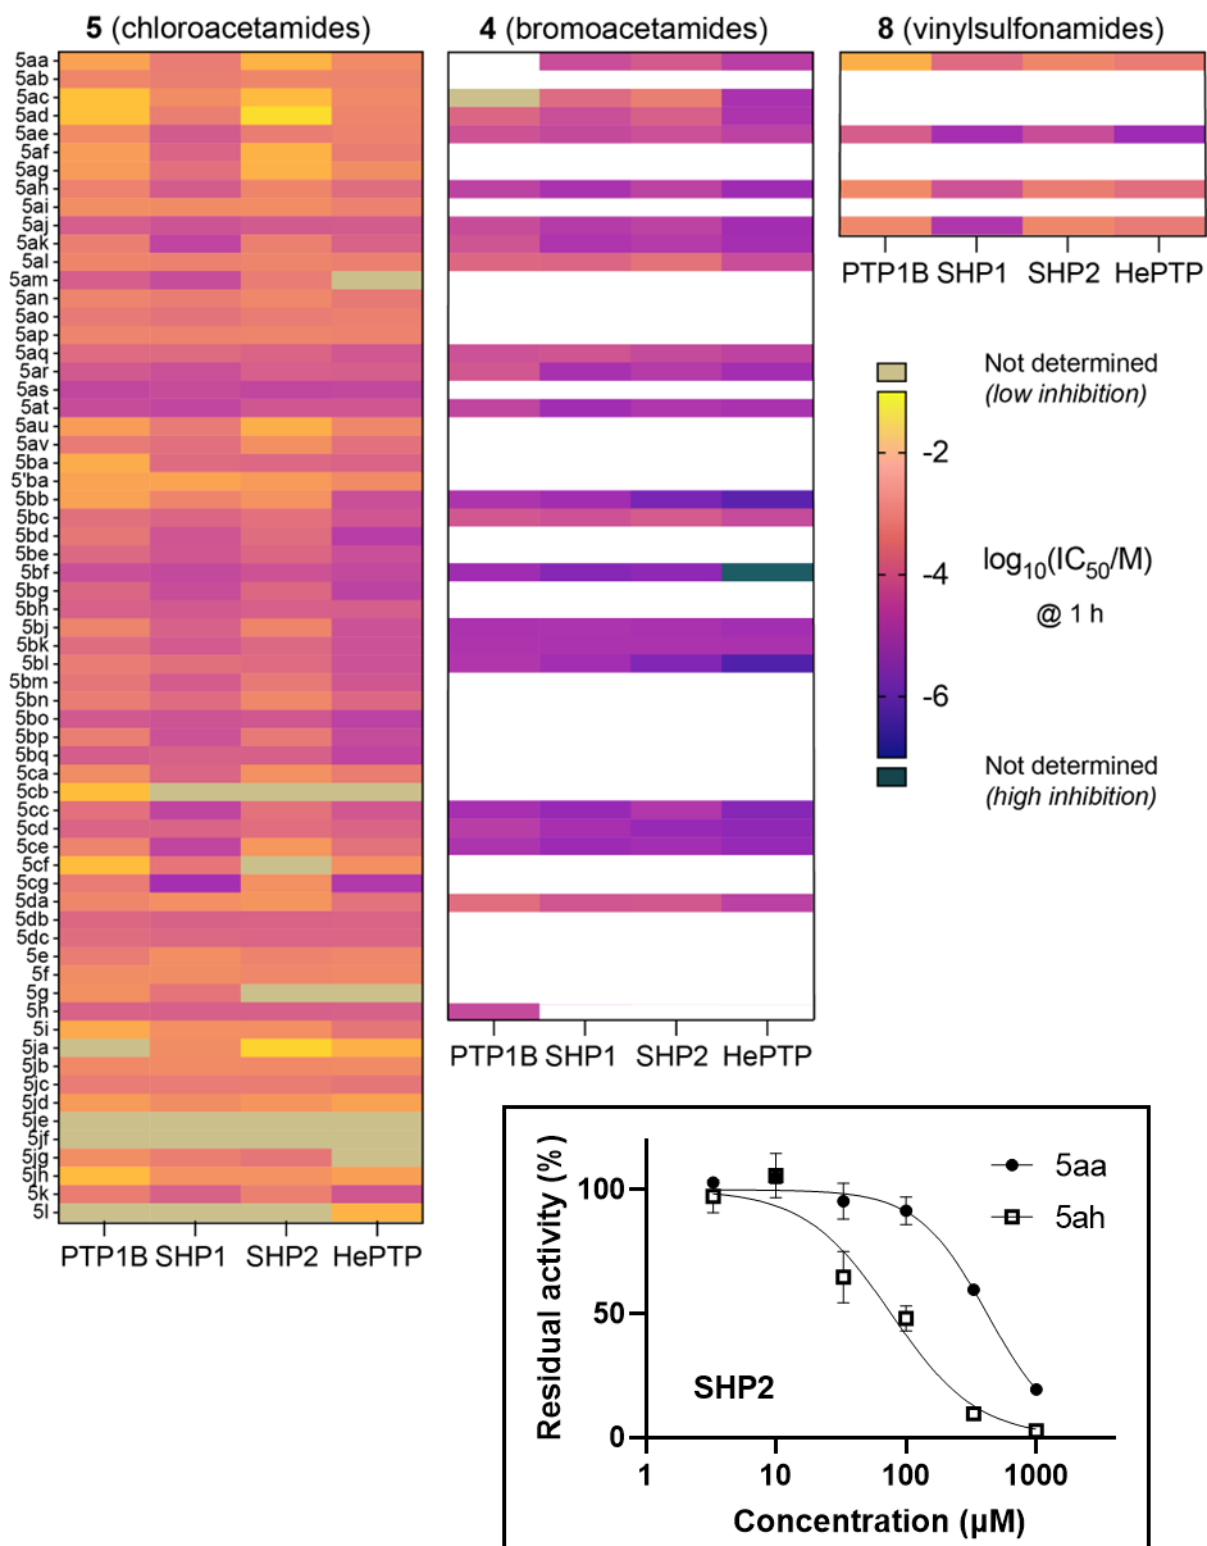 5 (chloroacetamides)
4 (bromoacetamides)
8 (vinylsulfonamides)
5aa
5ab
5ac
5ad
5ae
5af
5ag
5ah
5ai
5aj
5ak
5al
5am
5an
5ao
5ap
5aq
5ar
5as
5at
5au
5av
5ba
5'ba
5bb
5bc
5bd
5be
5bf
5bg
5bh
5bj
5bk
5bl
5bm
5bn
5bo
5bp
5bq
5ca
5cb
5cc
5cd
5ce
5cf
5cg
5da
5db
5dc
5e
5f
5g
5h
5i
5ja
5jb
5jc
5jd
5je
5jf
5jg
5jh
5k
5l
PTP1B SHP1 SHP2 HePTP
PTP1B SHP1 SHP2 HePTP
PTP1B SHP1 SHP2 HePTP
Not determined
(low inhibition)
-2
-4
-6
log10(IC50/M)
@ 1 h
Not determined
(high inhibition)
Residual activity (%)
100
50
0
5aa
5ah
SHP2
1 10 100 1000
Concentration (µM)